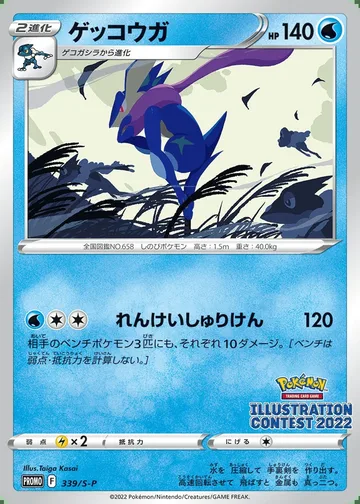 2進化
ゲッコウガ
HP 140
ゲコガシラから進化
全国図鑑NO.658 しのびポケモン 高さ：1.5m 重さ：40.0kg
れんけいしゅりけん 120
相手のベンチポケモン3匹にも、それぞれ10ダメージ。［ベンチは
弱点・抵抗力を計算しない。］
Pokémon
TRADING CARD GAME
ILLUSTRATION
CONTEST 2022
弱点 ×2 抵抗力 にげる
Illus.Taiga Kasai
PROMO F 339/S-P
水を 圧縮して 手裏剣を 作り出す。
高速回転させて 飛ばすと 金属も 真っ二つ。
©2022 Pokémon/Nintendo/Creatures/GAME FREAK.